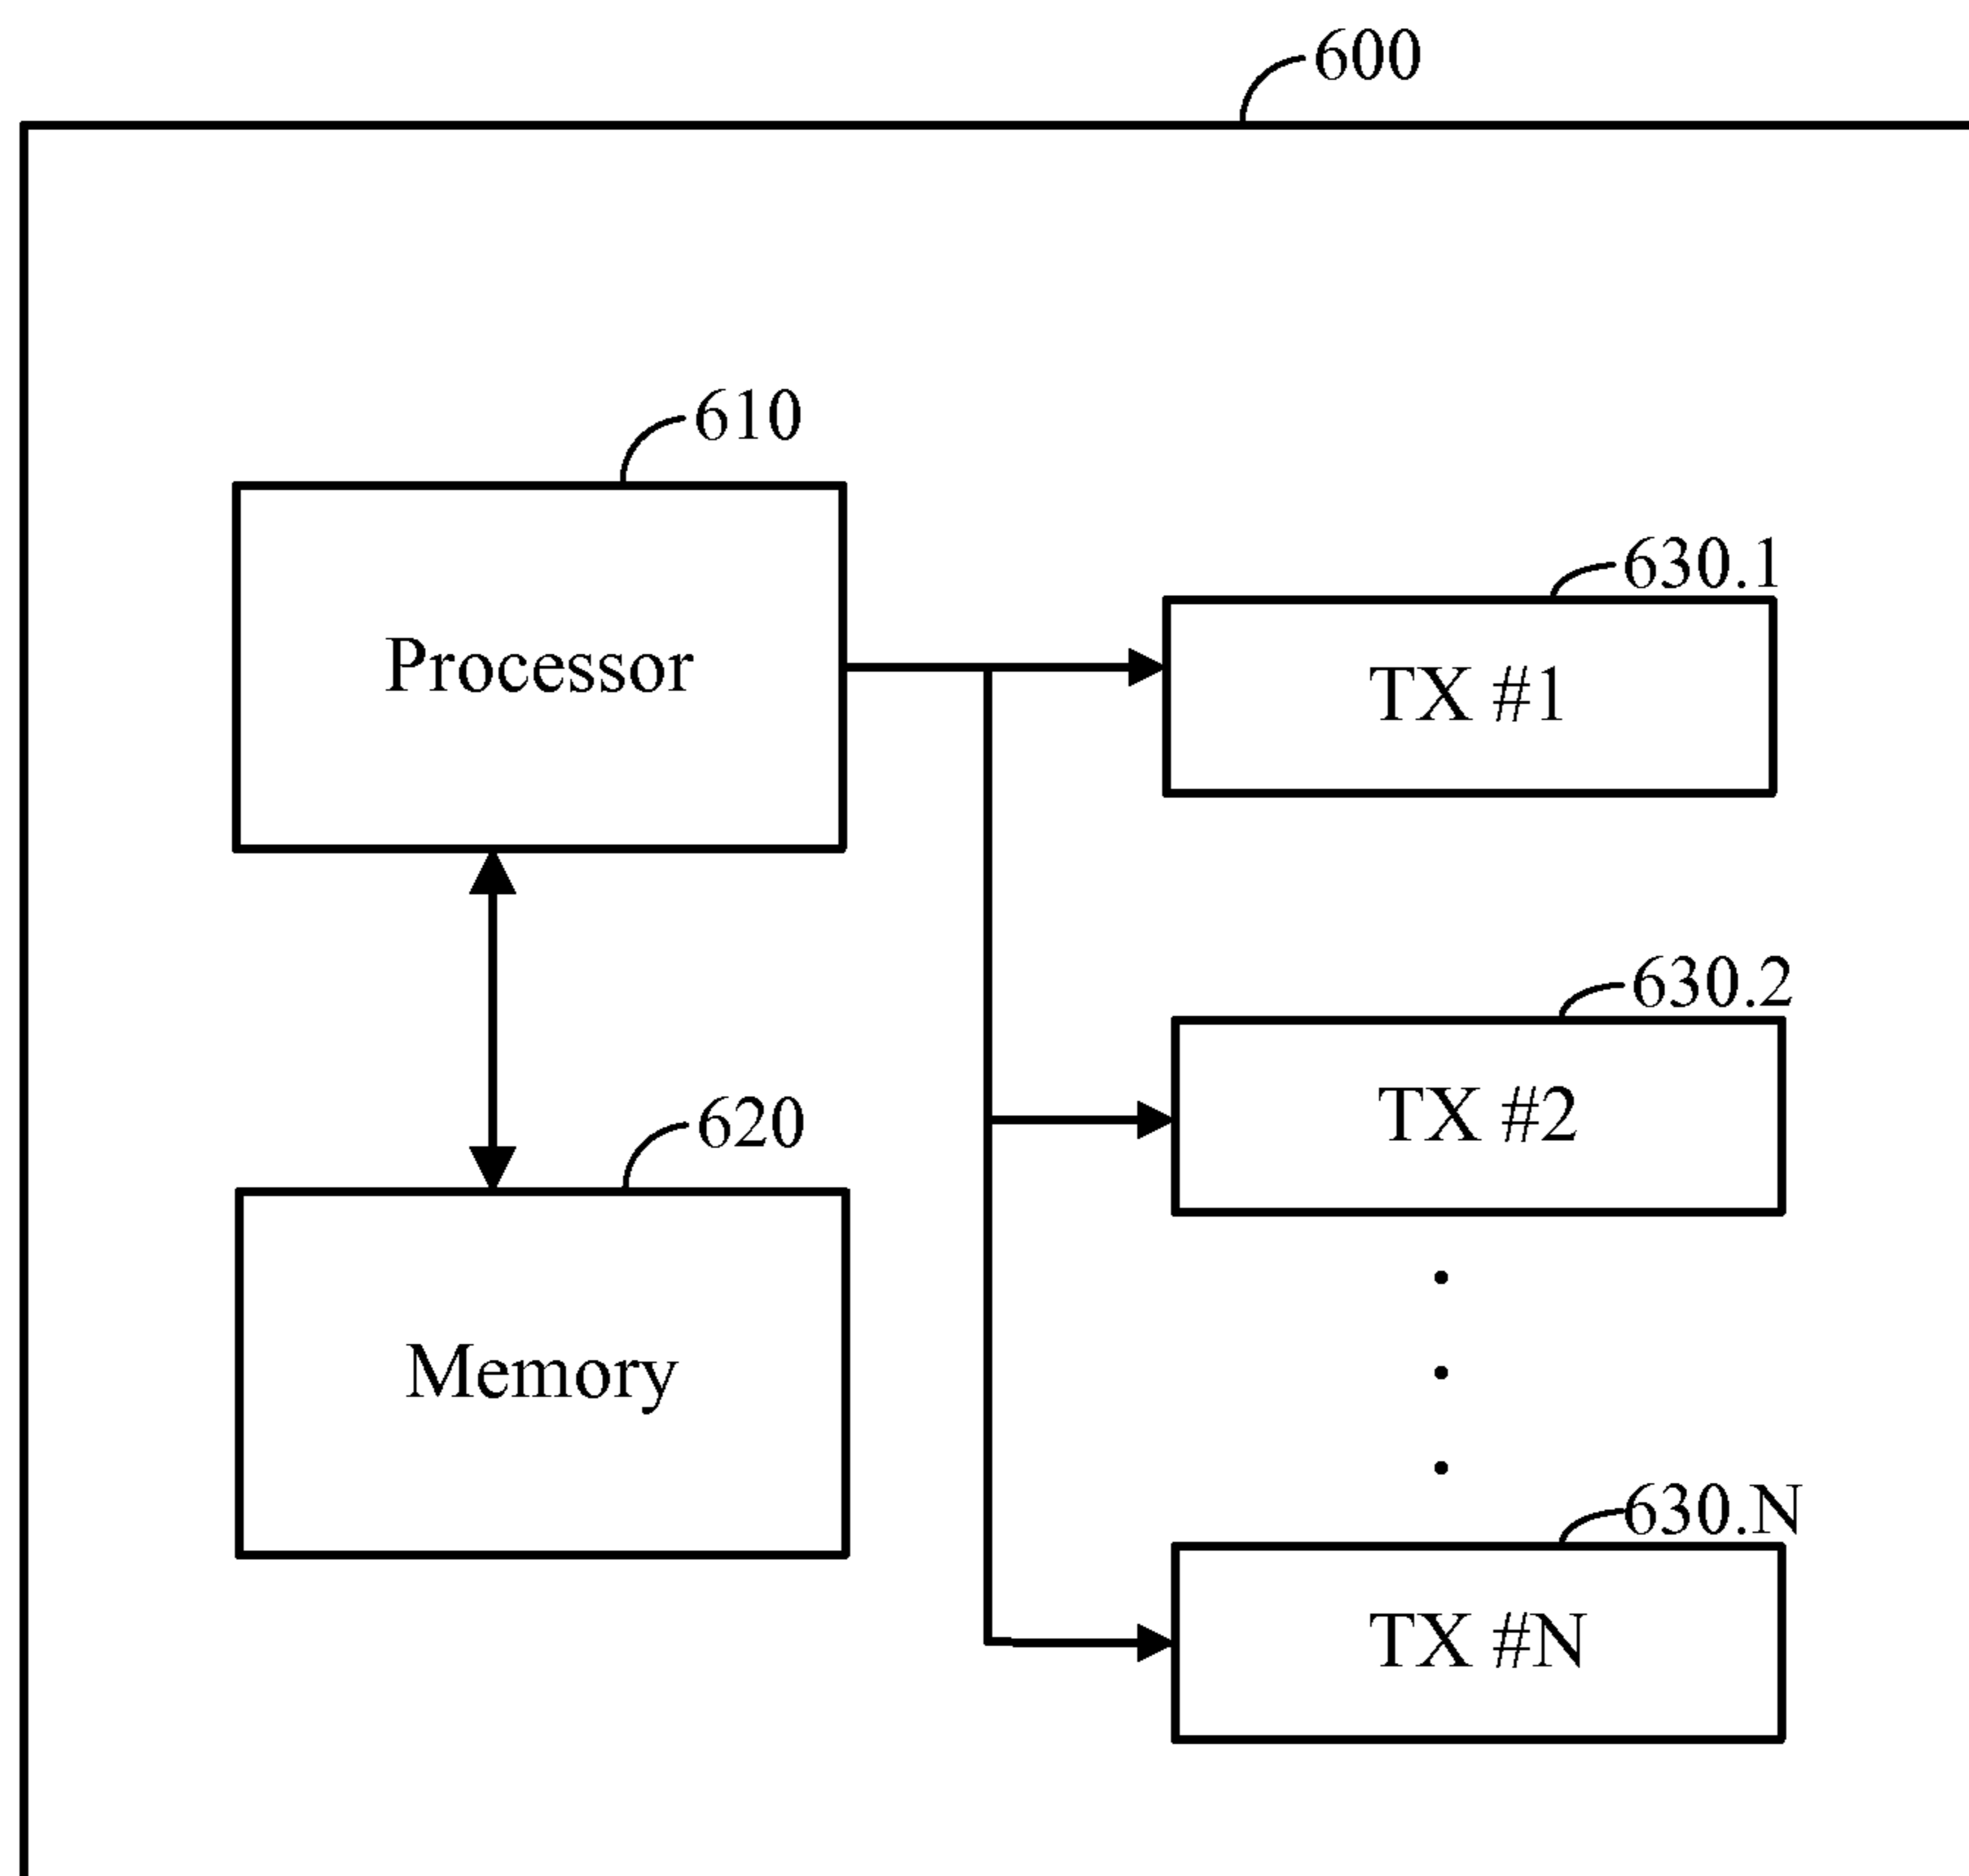 600
610
Processor
630.1
TX #1
630.2
TX #2
620
Memory
630.N
TX #N